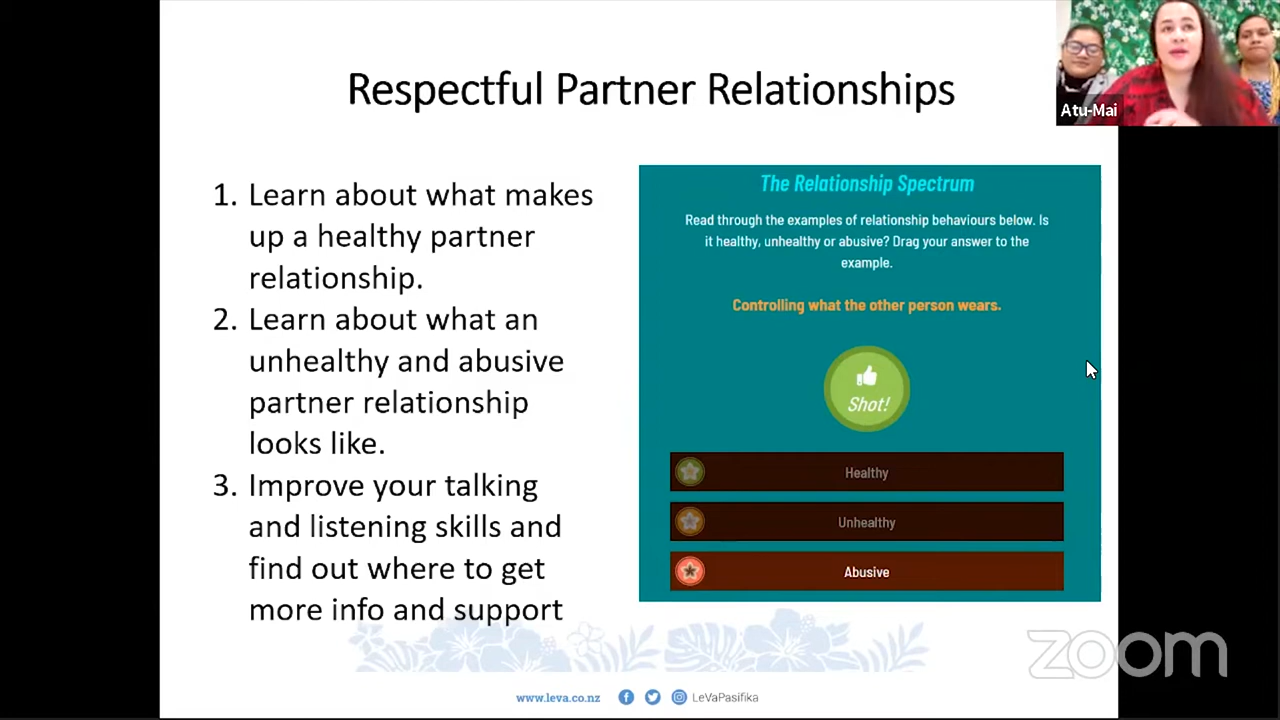 Respectful Partner Relationships
Atu-Mai
1. Learn about what makes
up a healthy partner
relationship.
2. Learn about what an
unhealthy and abusive
partner relationship
looks like.
3. Improve your talking
and listening skills and
find out where to get
more info and support
The Relationship Spectrum
Read through the examples of relationship behaviours below. Is
it healthy, unhealthy or abusive? Drag your answer to the
example.
Controlling what the other person wears.
Shot!
Healthy
Unhealthy
Abusive
zoom
www.leva.co.nz LeVaPasifika